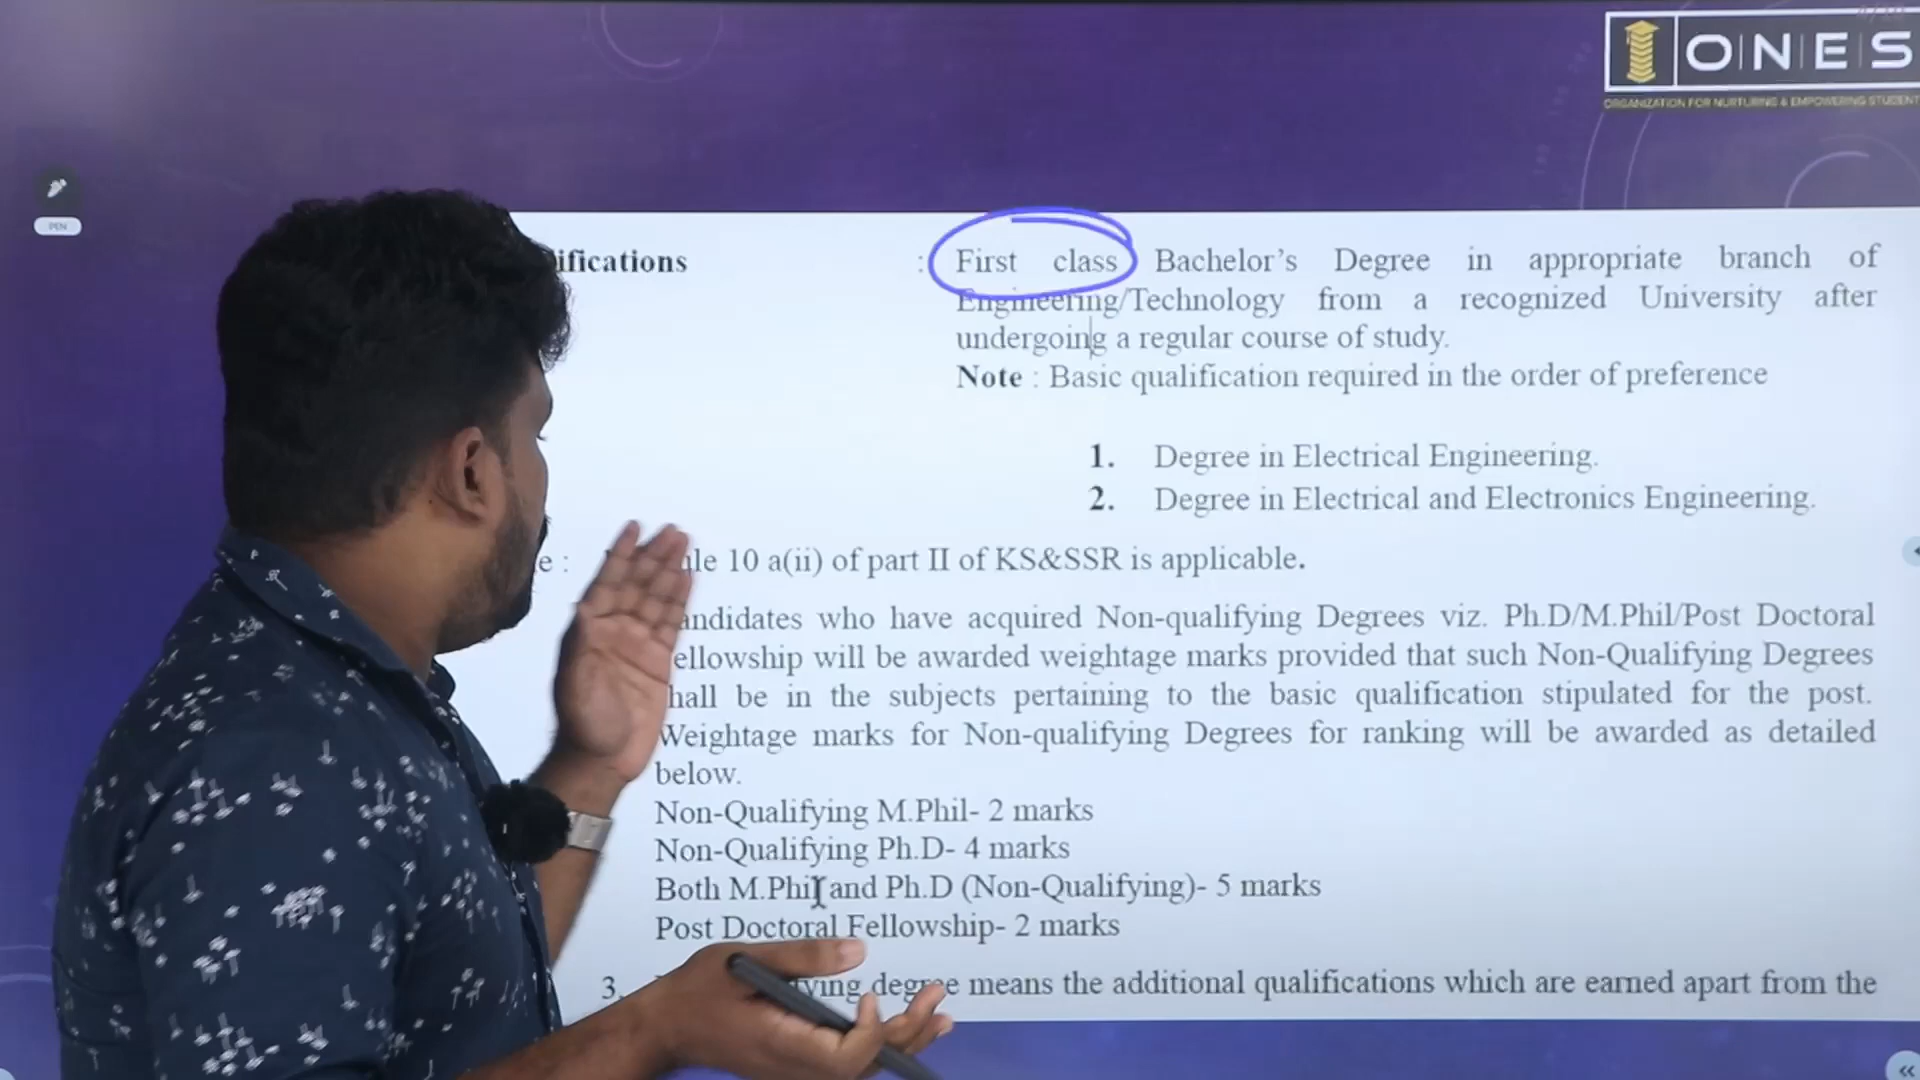 O|N|E|S
ORGANIZATION FOR NURTURING & EMPOWERING STUDENT
PEN
ifications : First class Bachelor's Degree in appropriate branch of
Engineering/Technology from a recognized University after
undergoing a regular course of study.
Note : Basic qualification required in the order of preference
1. Degree in Electrical Engineering.
2. Degree in Electrical and Electronics Engineering.
e : le 10 a(ii) of part II of KS&SSR is applicable.
andidates who have acquired Non-qualifying Degrees viz. Ph.D/M.Phil/Post Doctoral
ellowship will be awarded weightage marks provided that such Non-Qualifying Degrees
hall be in the subjects pertaining to the basic qualification stipulated for the post.
Weightage marks for Non-qualifying Degrees for ranking will be awarded as detailed
below.
Non-Qualifying M.Phil- 2 marks
Non-Qualifying Ph.D- 4 marks
Both M.Phil and Ph.D (Non-Qualifying)- 5 marks
Post Doctoral Fellowship- 2 marks
3. ying degree means the additional qualifications which are earned apart from the